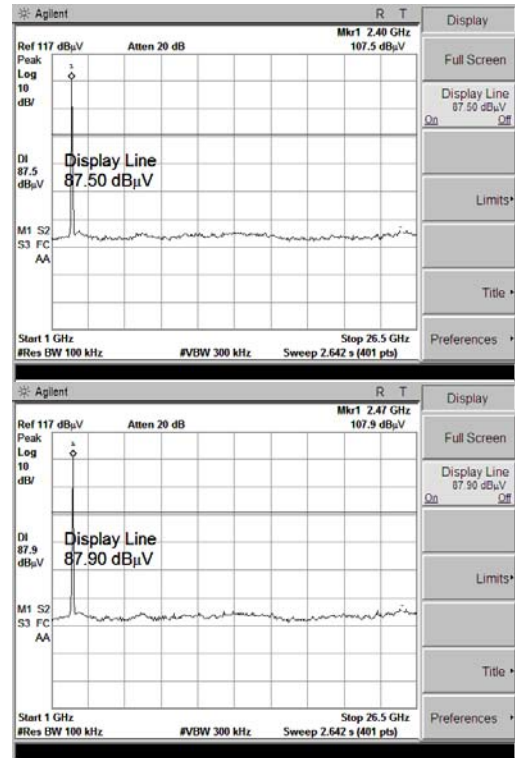 Agilent R T
Mkr1 2.40 GHz
Ref 117 dBµV Atten 20 dB 107.5 dBµV
Peak
Log
10
dB/
1
DI
87.5
dBµV
Display Line
87.50 dBµV
M1 S2
S3 FC
AA
Start 1 GHz Stop 26.5 GHz
#Res BW 100 kHz #VBW 300 kHz Sweep 2.642 s (401 pts)
Display
Full Screen
Display Line
87.50 dBµV
On Off
Limits
Title
Preferences
Agilent R T
Mkr1 2.47 GHz
Ref 117 dBµV Atten 20 dB 107.9 dBµV
Peak
Log
10
dB/
1
DI
87.9
dBµV
Display Line
87.90 dBµV
M1 S2
S3 FC
AA
Start 1 GHz Stop 26.5 GHz
#Res BW 100 kHz #VBW 300 kHz Sweep 2.642 s (401 pts)
Display
Full Screen
Display Line
87.90 dBµV
On Off
Limits
Title
Preferences